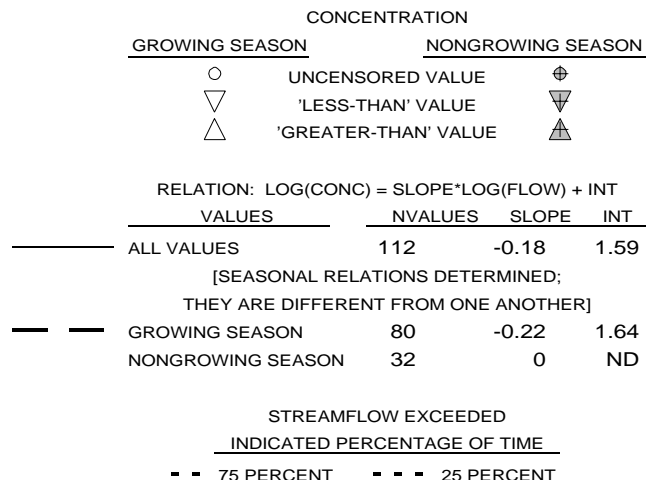 CONCENTRATION
GROWING SEASON NONGROWING SEASON
UNCENSORED VALUE
'LESS-THAN' VALUE
'GREATER-THAN' VALUE
RELATION: LOG(CONC) = SLOPE*LOG(FLOW) + INT
VALUES NVALUES SLOPE INT
ALL VALUES 112 -0.18 1.59
[SEASONAL RELATIONS DETERMINED;
THEY ARE DIFFERENT FROM ONE ANOTHER]
GROWING SEASON 80 -0.22 1.64
NONGROWING SEASON 32 0 ND
STREAMFLOW EXCEEDED
INDICATED PERCENTAGE OF TIME
75 PERCENT 25 PERCENT